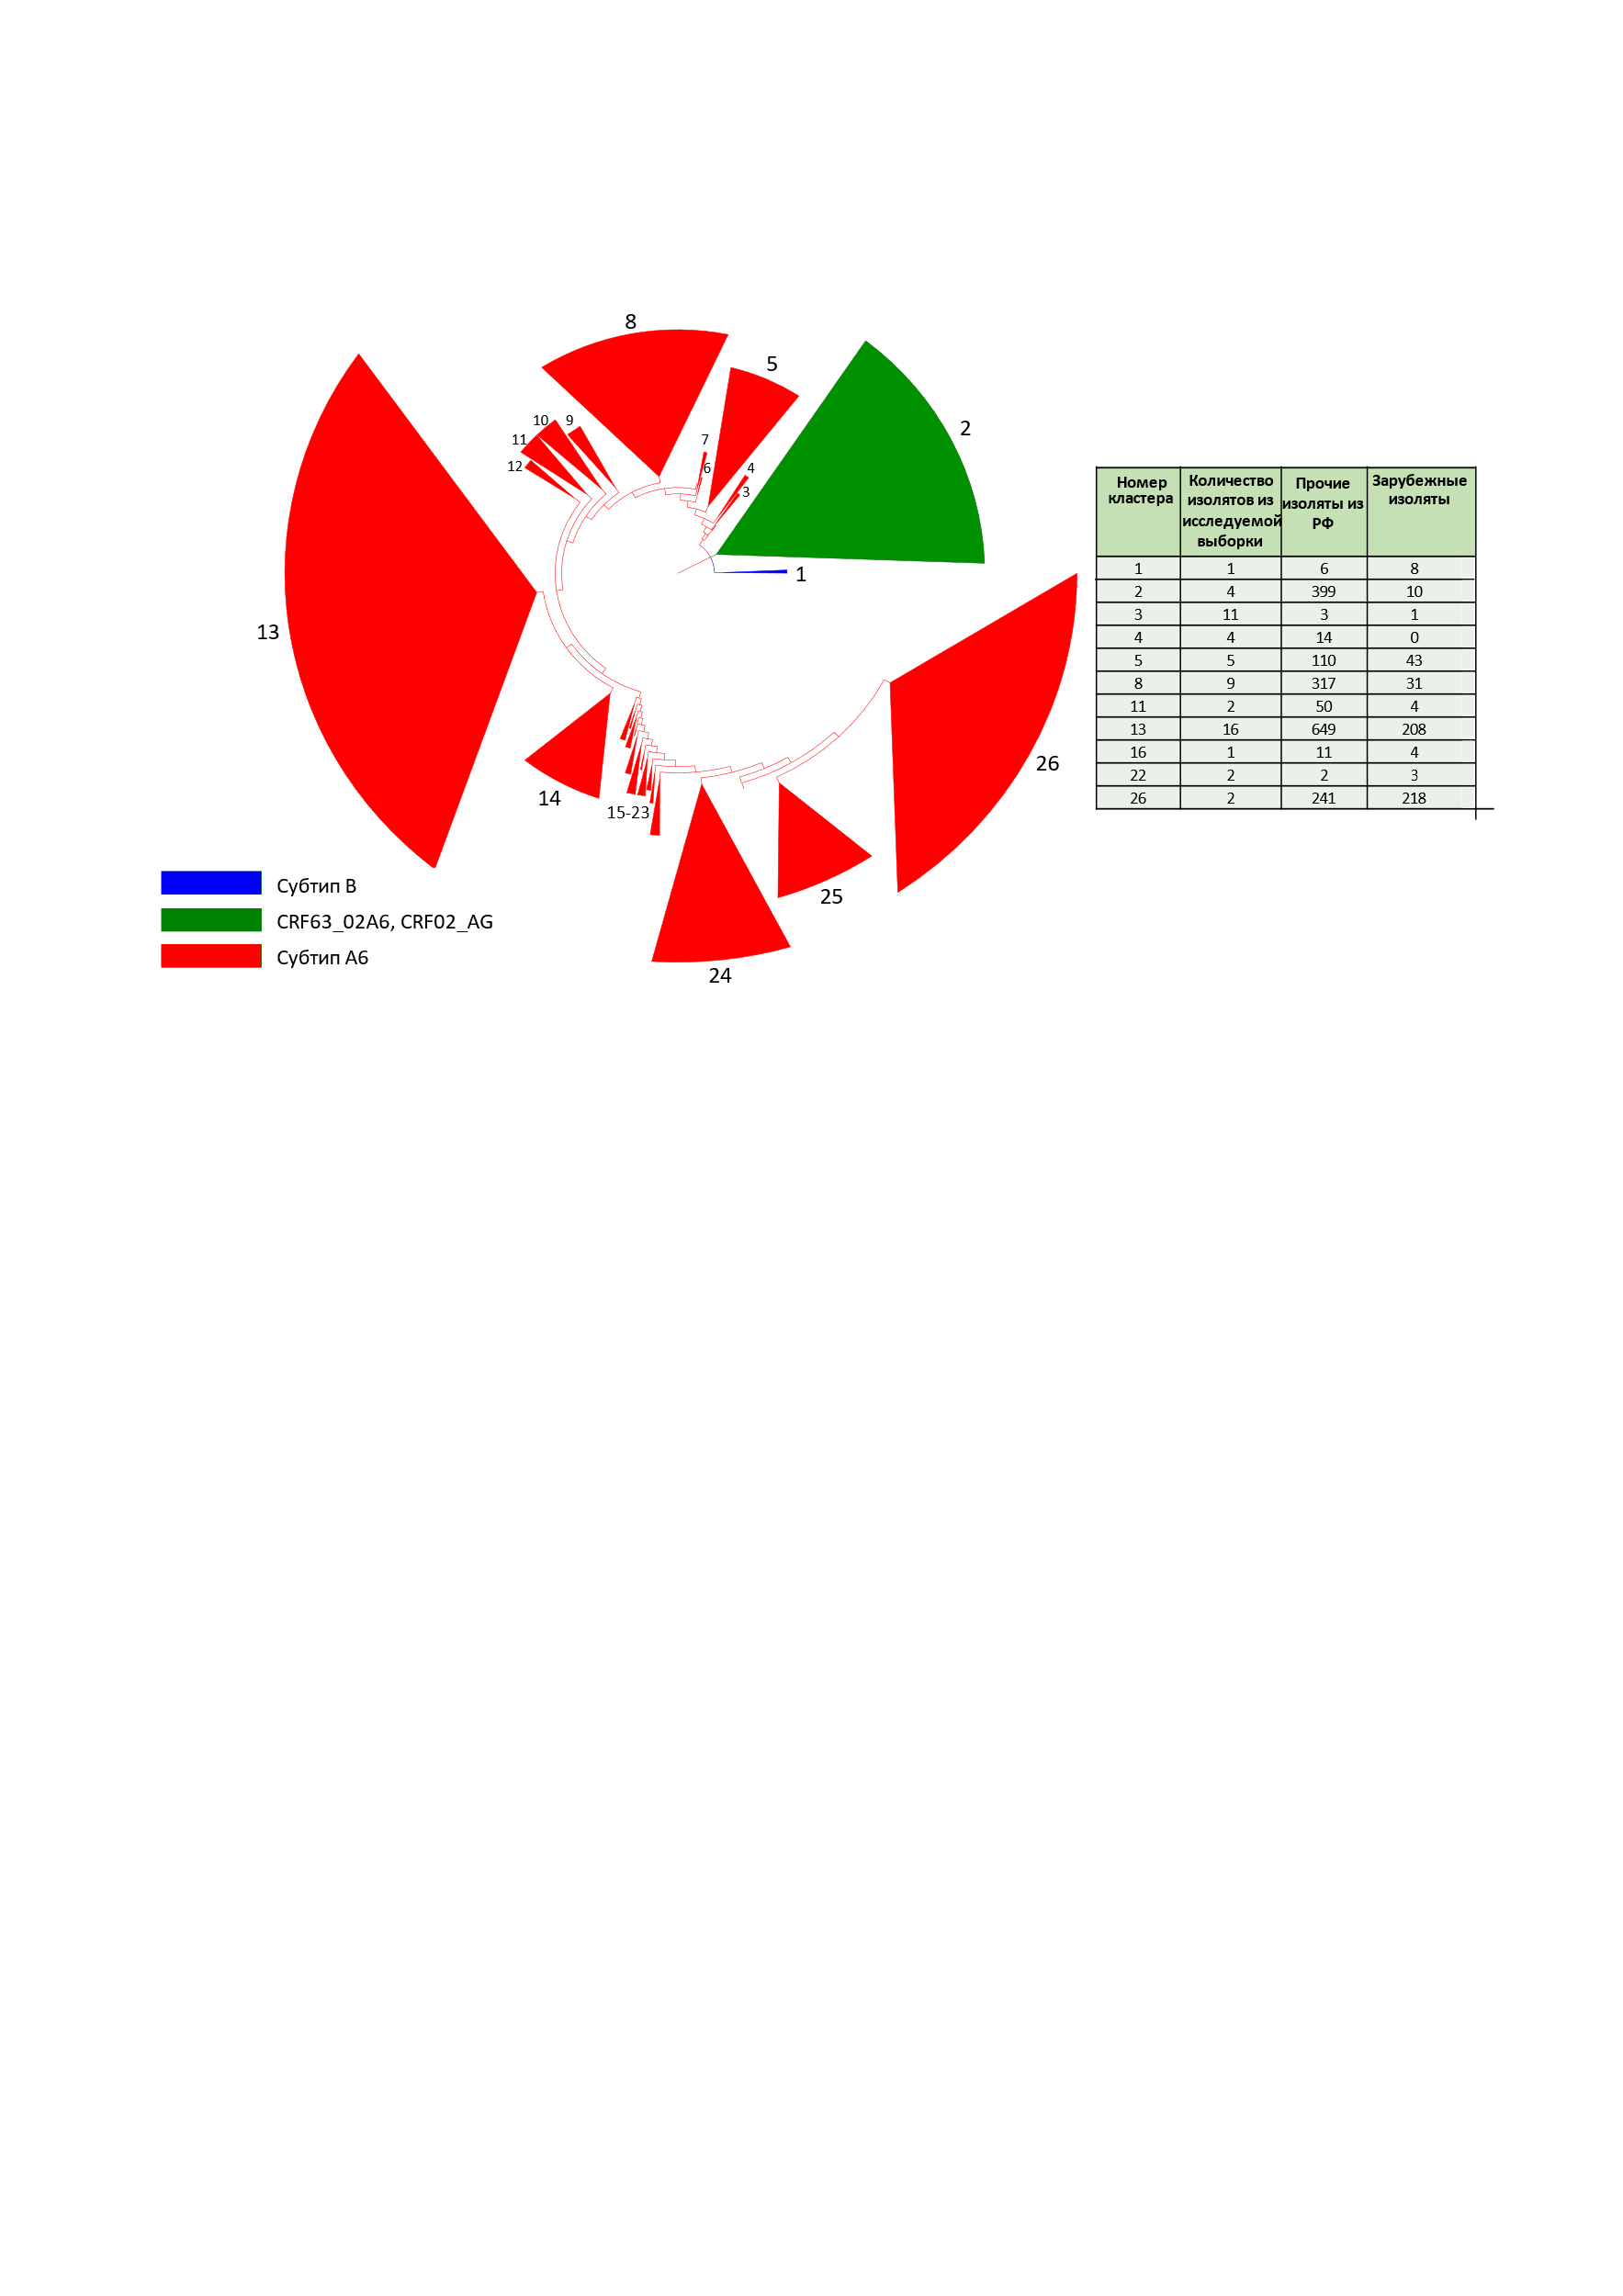 8
5
2
10
9
11
12
7
6
4
3
1
13
14
15-23
26
25
24
Субтип B
CRF63_02A6, CRF02_AG
Субтип A6
Номер кластера
Количество изолятов из исследуемой выборки
Прочие изоляты из РФ
Зарубежные изоляты
1 1 6 8
2 4 399 10
3 11 3 1
4 4 14 0
5 5 110 43
8 9 317 31
11 2 50 4
13 16 649 208
16 1 11 4
22 2 2 3
26 2 241 218